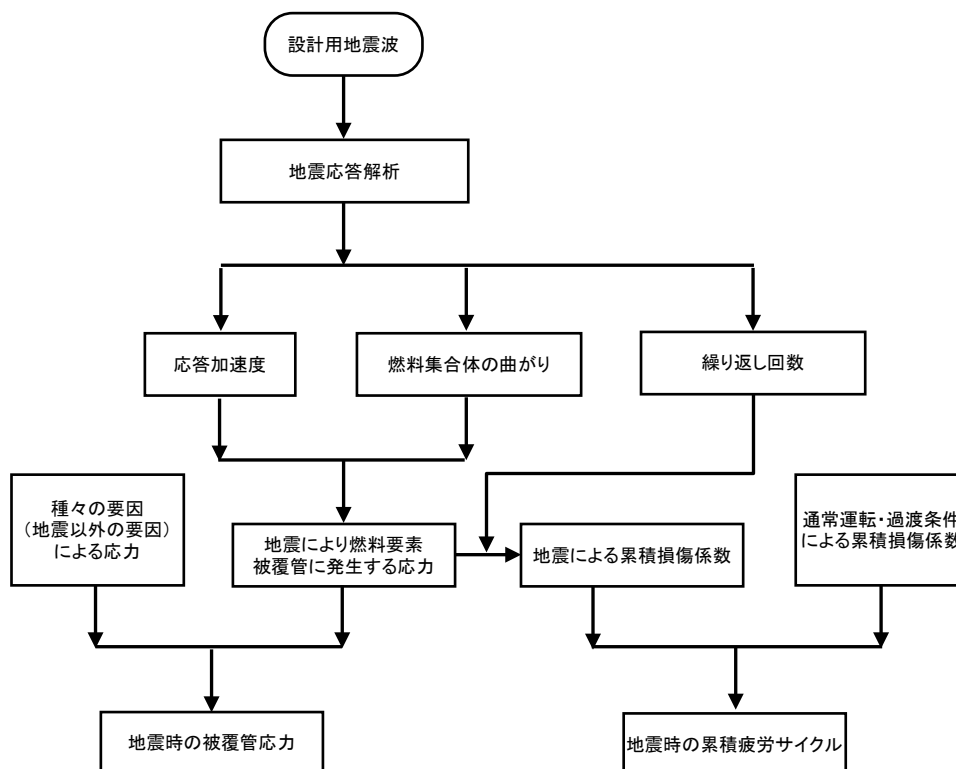 設計用地震波
地震応答解析
応答加速度
燃料集合体の曲がり
繰り返し回数
種々の要因
（地震以外の要因）
による応力
地震により燃料要素
被覆管に発生する応力
地震による累積損傷係数
通常運転・過渡条件
による累積損傷係数
地震時の被覆管応力
地震時の累積疲労サイクル